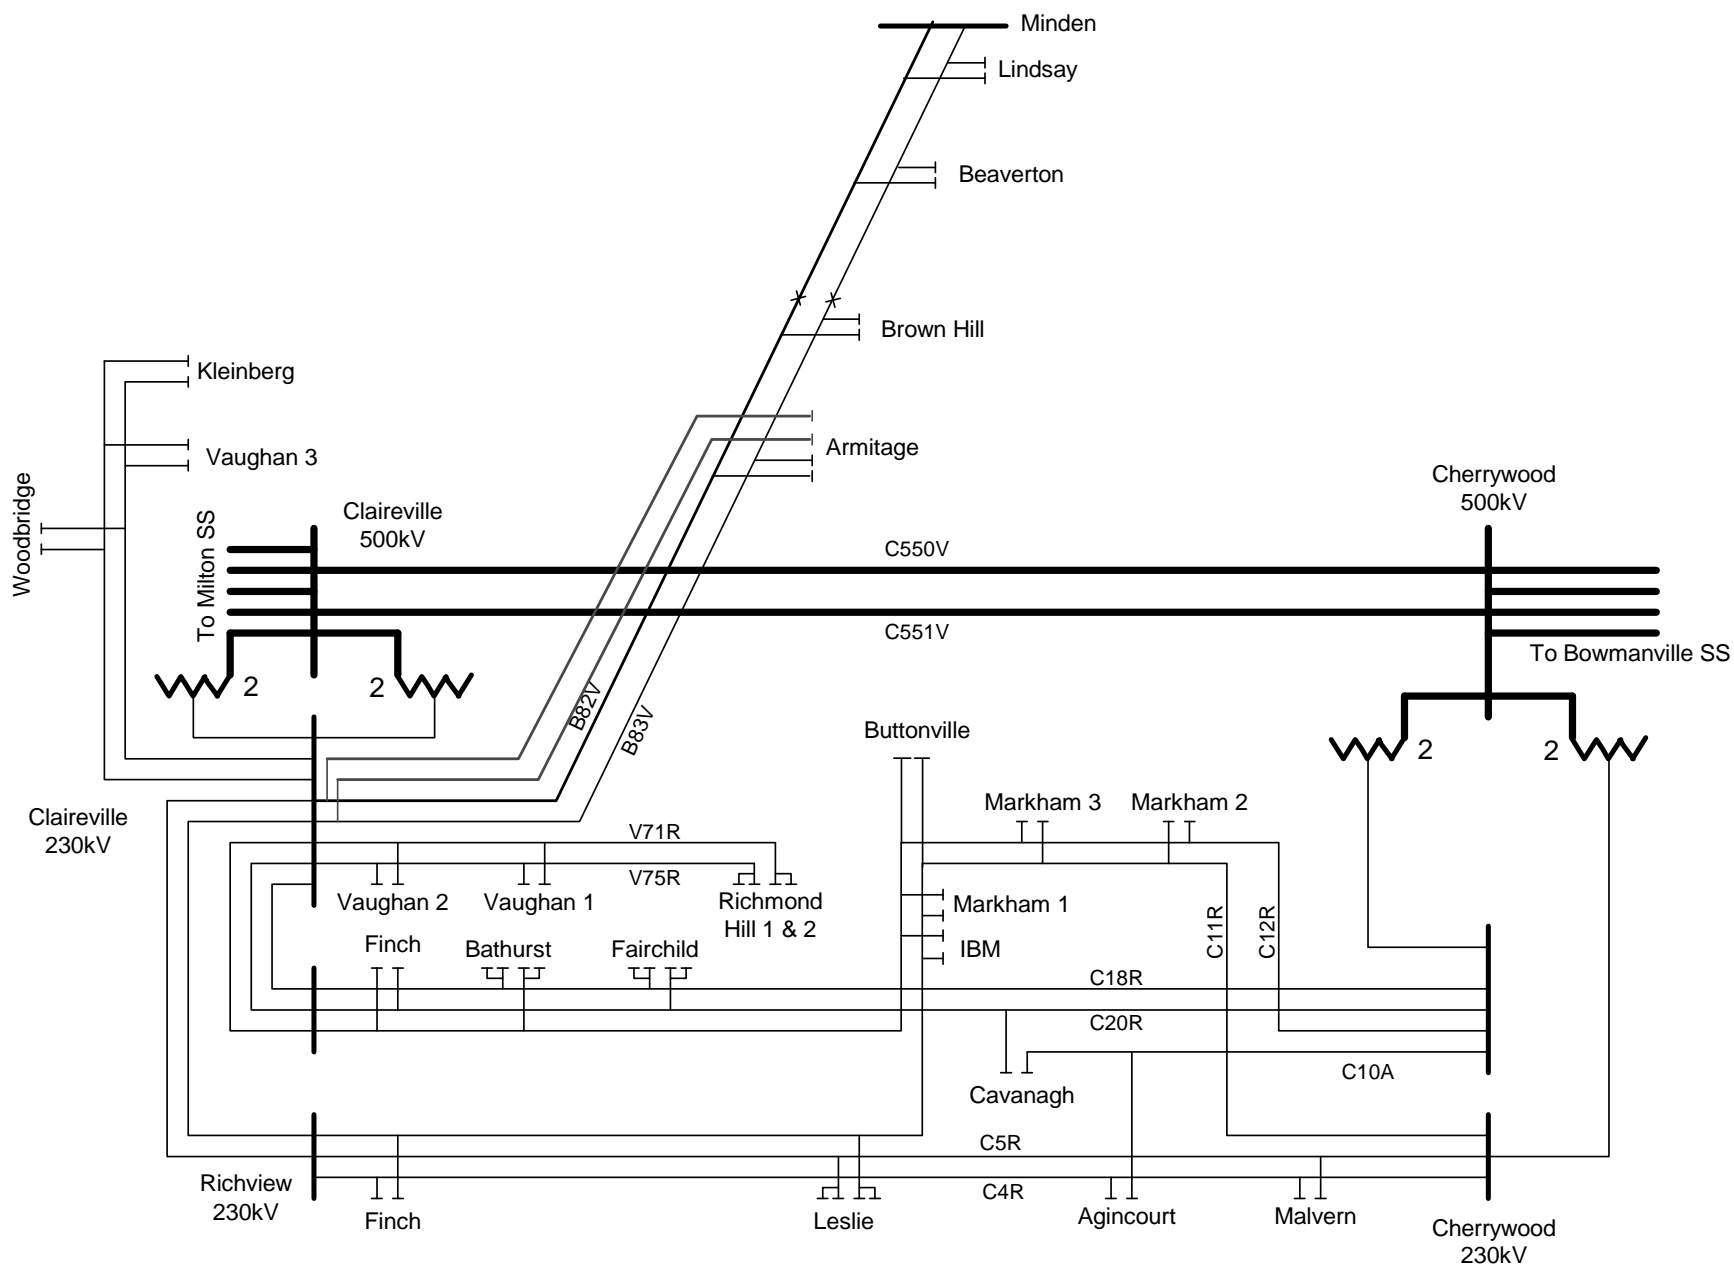 Minden
Lindsay
Beaverton
Brown Hill
Kleinberg
Armitage
Vaughan 3
Woodbridge
Cherrywood
500kV
Claireville
500kV
To Milton SS
C550V
C551V
To Bowmanville SS
2
2
B82V
B83V
Buttonville
2
2
Markham 3
Markham 2
Claireville
230kV
V71R
V75R
Vaughan 2
Vaughan 1
Richmond
Hill 1 & 2
Markham 1
C11R
C12R
Finch
Bathurst
Fairchild
IBM
C18R
C20R
C10A
Cavanagh
C5R
Richview
230kV
C4R
Finch
Leslie
Agincourt
Malvern
Cherrywood
230kV